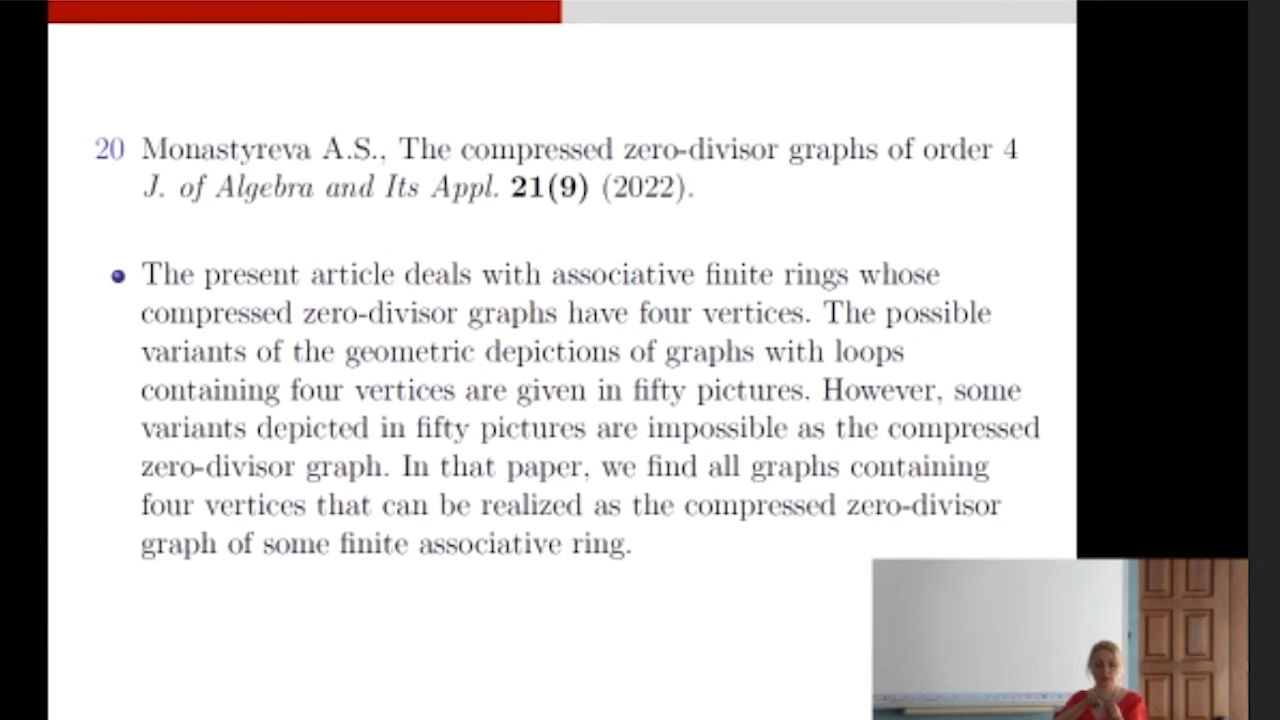 20 Monastyreva A.S., The compressed zero-divisor graphs of order 4
J. of Algebra and Its Appl. 21(9) (2022).
• The present article deals with associative finite rings whose
compressed zero-divisor graphs have four vertices. The possible
variants of the geometric depictions of graphs with loops
containing four vertices are given in fifty pictures. However, some
variants depicted in fifty pictures are impossible as the compressed
zero-divisor graph. In that paper, we find all graphs containing
four vertices that can be realized as the compressed zero-divisor
graph of some finite associative ring.